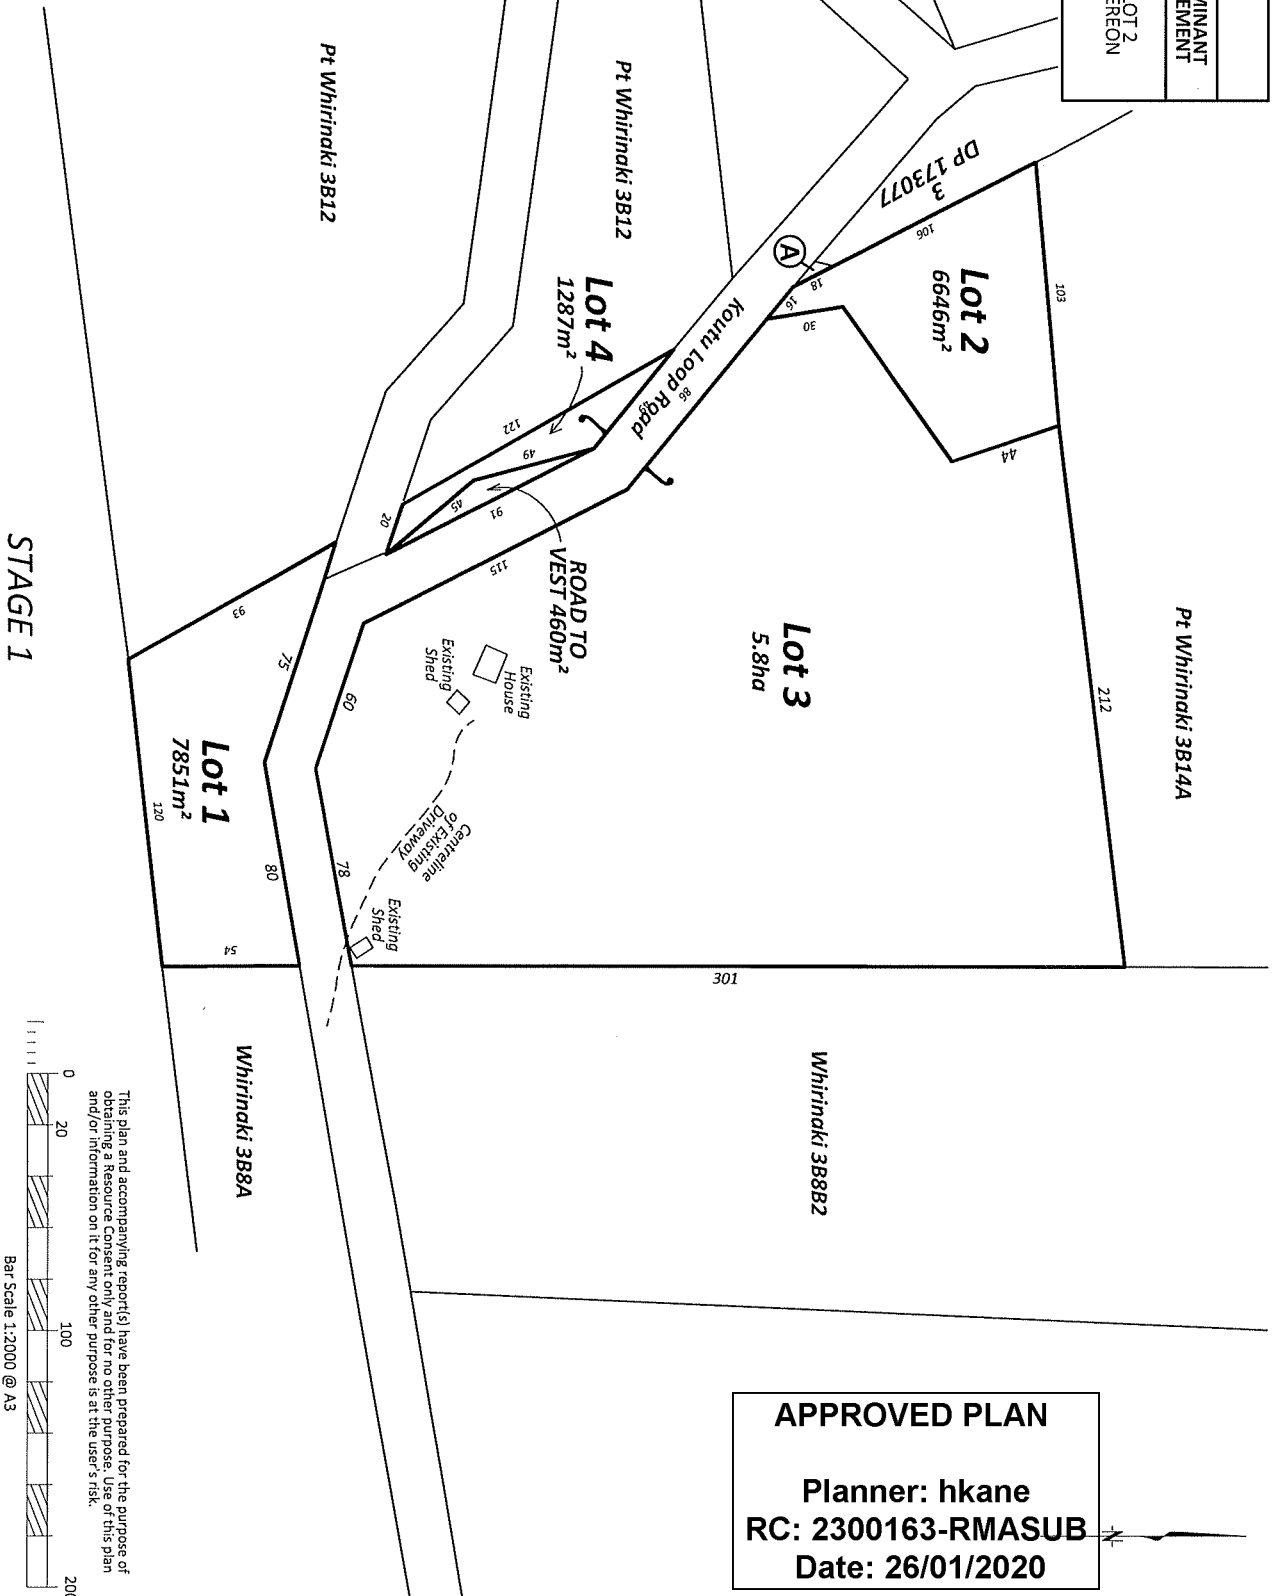 MINANT
EMENT
LOT 2
EREON
Pt Whirinaki 3B12
Pt Whirinaki 3B12
DP 173077
3
A
106
18
16
30
103
Lot 2
6646m²
44
Koutu Loop Road
86
49
Lot 4
1287m²
122
49
45
91
20
115
ROAD TO
VEST 460m²
Lot 3
5.8ha
Pt Whirinaki 3B14A
212
Existing
House
Existing
Shed
60
75
93
Lot 1
7851m²
120
80
78
54
Centreline
of Existing
Driveway
Existing
Shed
301
STAGE 1
Whirinaki 3B8A
Whirinaki 3B8B2
This plan and accompanying report(s) have been prepared for the purpose of
obtaining a Resource Consent only and for no other purpose. Use of this plan
and/or information on it for any other purpose is at the user's risk.
0
20
100
200
Bar Scale 1:2000 @ A3
APPROVED PLAN
Planner: hkane
RC: 2300163-RMASUB
Date: 26/01/2020
N